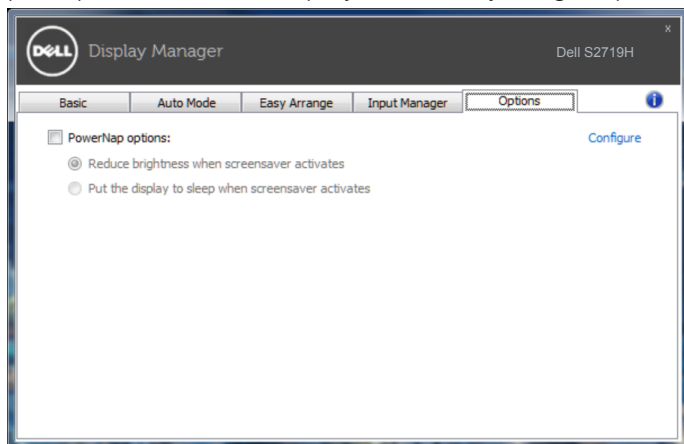 x
DELL Display Manager Dell S2719H
Basic Auto Mode Easy Arrange Input Manager Options i
PowerNap options: Configure
Reduce brightness when screensaver activates
Put the display to sleep when screensaver activates